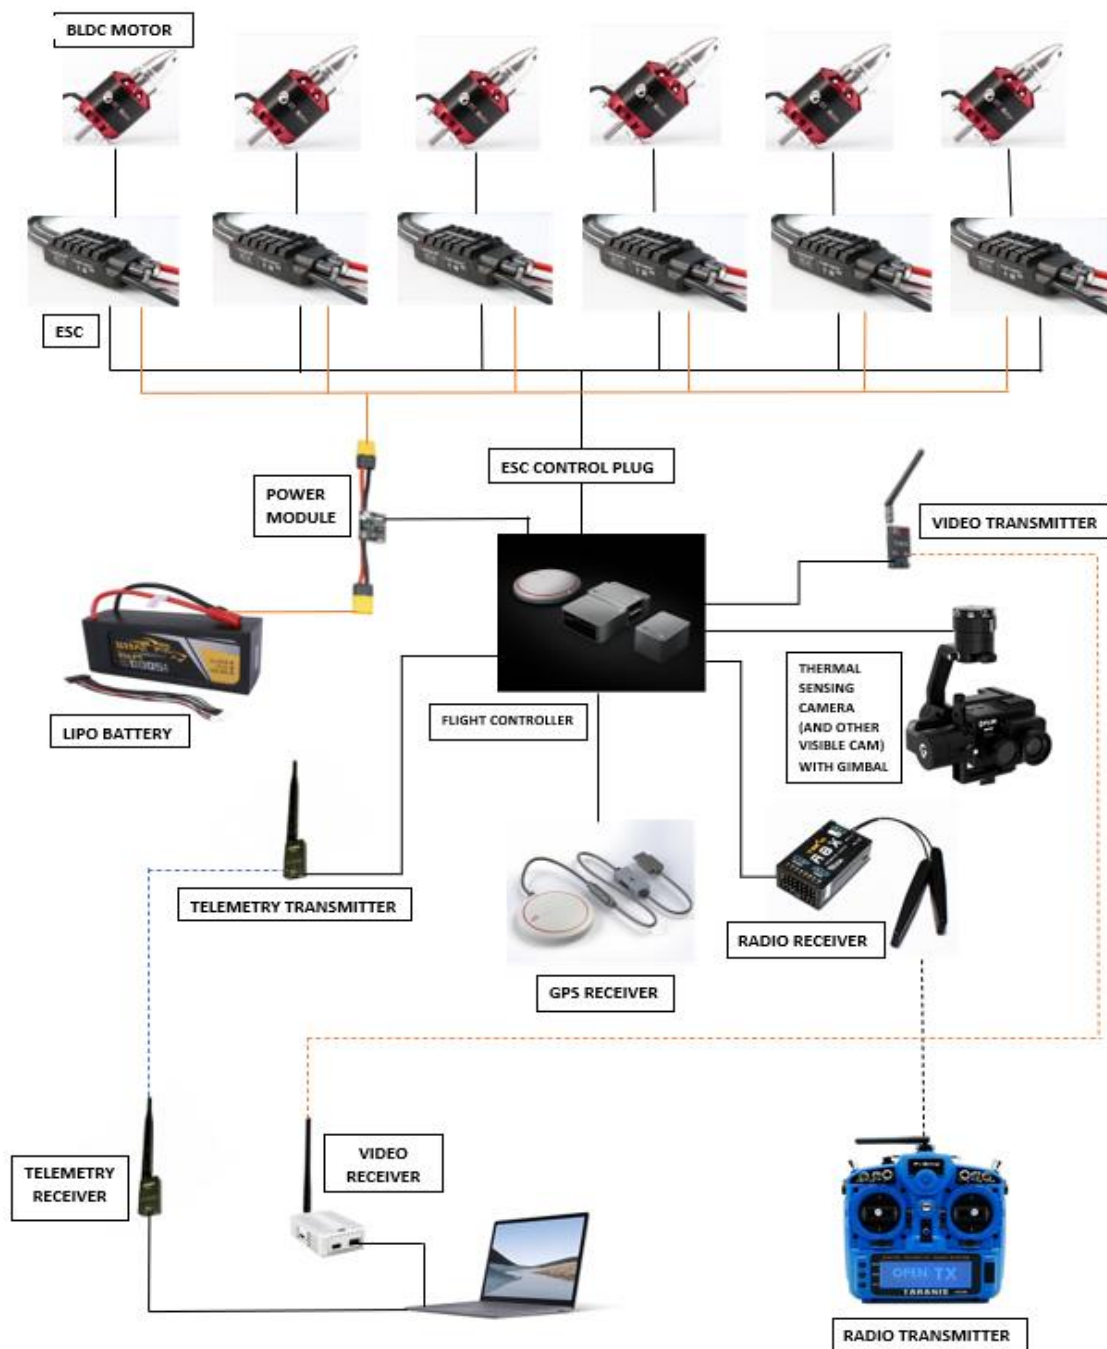 BLDC MOTOR
ESC
ESC CONTROL PLUG
POWER
MODULE
VIDEO TRANSMITTER
THERMAL
SENSING
CAMERA
(AND OTHER
VISIBLE CAM)
WITH GIMBAL
LIPO BATTERY
FLIGHT CONTROLLER
TELEMETRY TRANSMITTER
R8X
RADIO RECEIVER
GPS RECEIVER
TELEMETRY
RECEIVER
VIDEO
RECEIVER
OPEN TX
TARANIS
RADIO TRANSMITTER